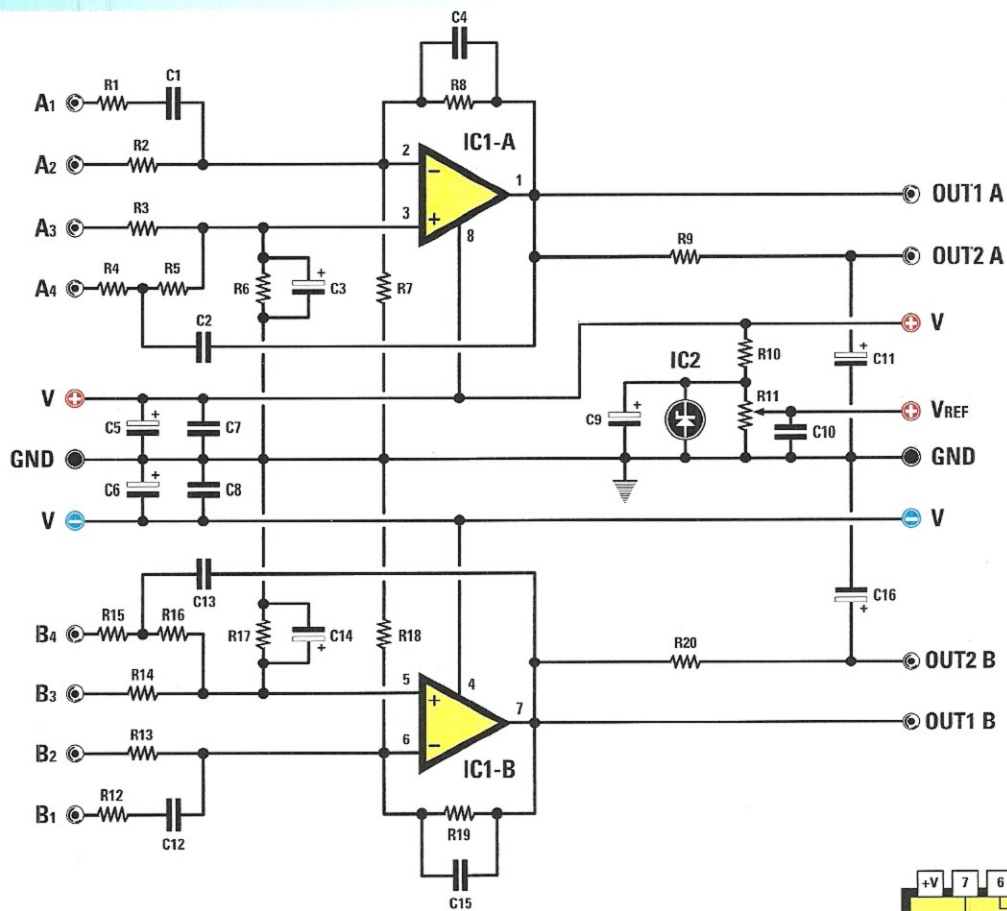 C4
R1 C1 R8
A1
IC1-A
R2
A2 2 −
1 OUT1 A
R3
A3 3 + 8
R9 OUT2 A
R4 R5
A4 R6 + C3 R7
C2
V
R10 +
IC2 C11
R11
V + + VREF
C5 C7 C9 C10
GND GND
+
C6 C8
V V
C13
C16
R15 R16 +
B4 R17 C14 R18
+ R20
OUT2 B
R14 5 4
B3 +
7 OUT1 B
R13 6
B2 −
IC1-B
R12
B1 R19
C12
C15
+V 7 6